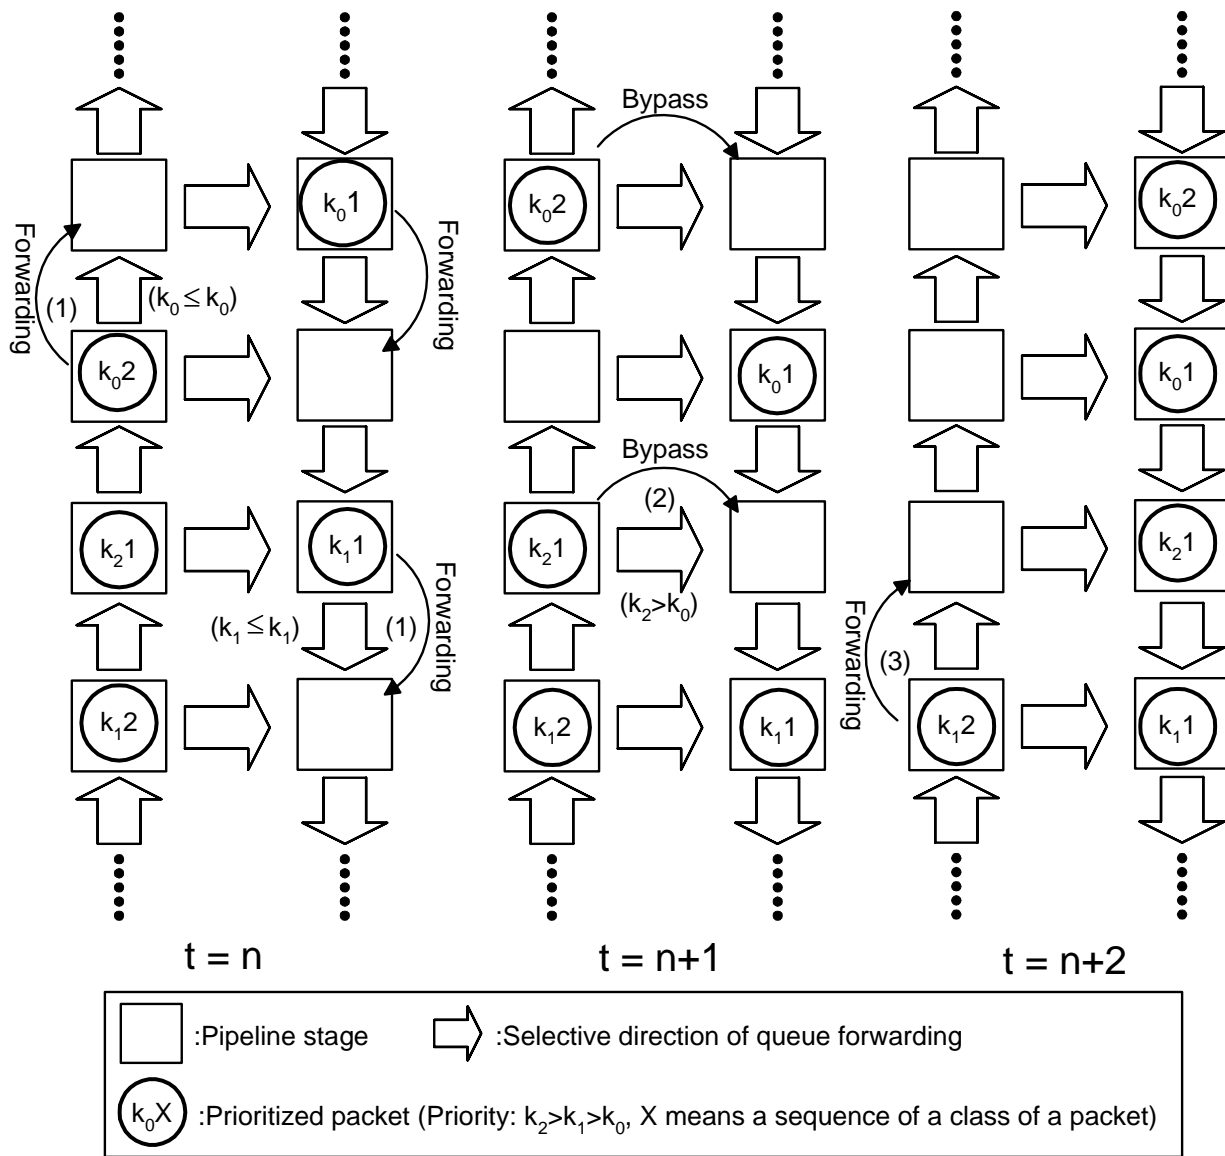 Bypass
k₀1
k₀2
k₀2
Forwarding
(1)
(k₀ ≤ k₀)
Forwarding
k₀2
k₀1
k₀1
Bypass
(2)
k₂1
k₁1
k₂1
k₂1
(k₁ ≤ k₁)
(1)
Forwarding
(k₂>k₀)
Forwarding
(3)
k₁2
k₁2
k₁1
k₁2
k₁1
t = n
t = n+1
t = n+2
:Pipeline stage
:Selective direction of queue forwarding
k₀X :Prioritized packet (Priority: k₂>k₁>k₀, X means a sequence of a class of a packet)